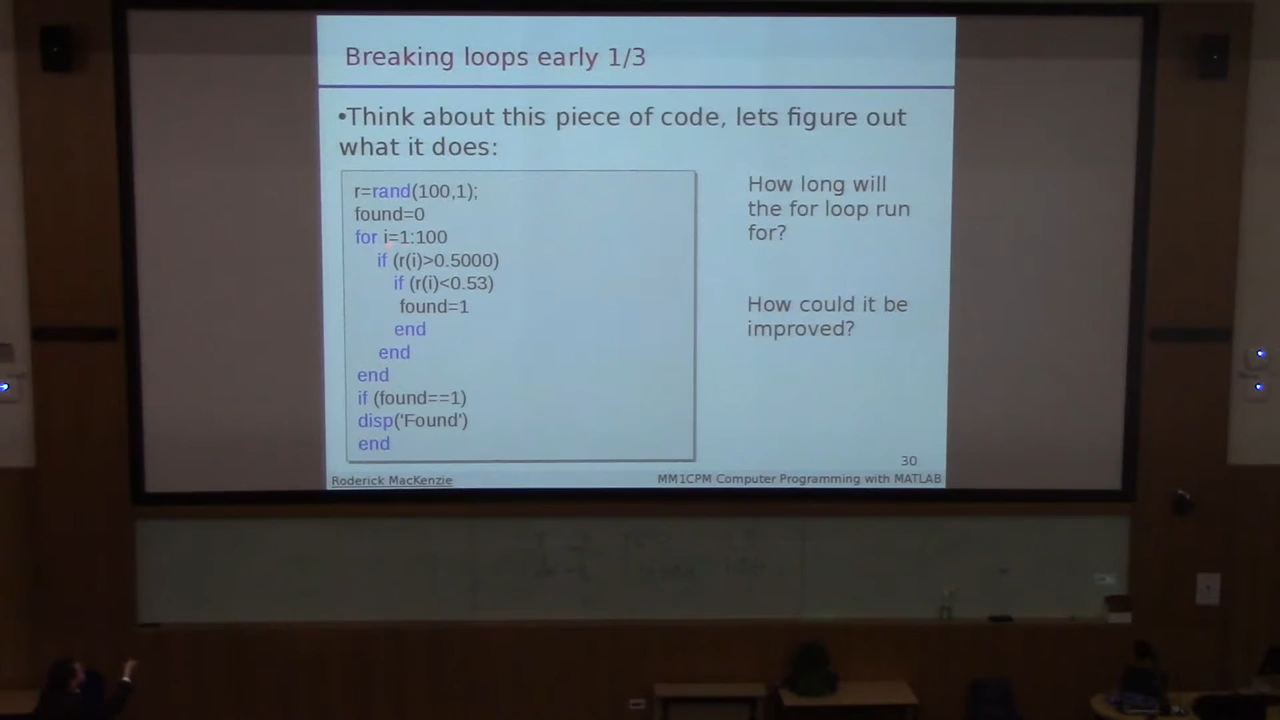 Breaking loops early 1/3
•Think about this piece of code, lets figure out
what it does:
r=rand(100,1);
found=0
for i=1:100
if (r(i)>0.5000)
if (r(i)<0.53)
found=1
end
end
end
if (found==1)
disp('Found')
end
How long will
the for loop run
for?
How could it be
improved?
30
Roderick MacKenzie
MM1CPM Computer Programming with MATLAB